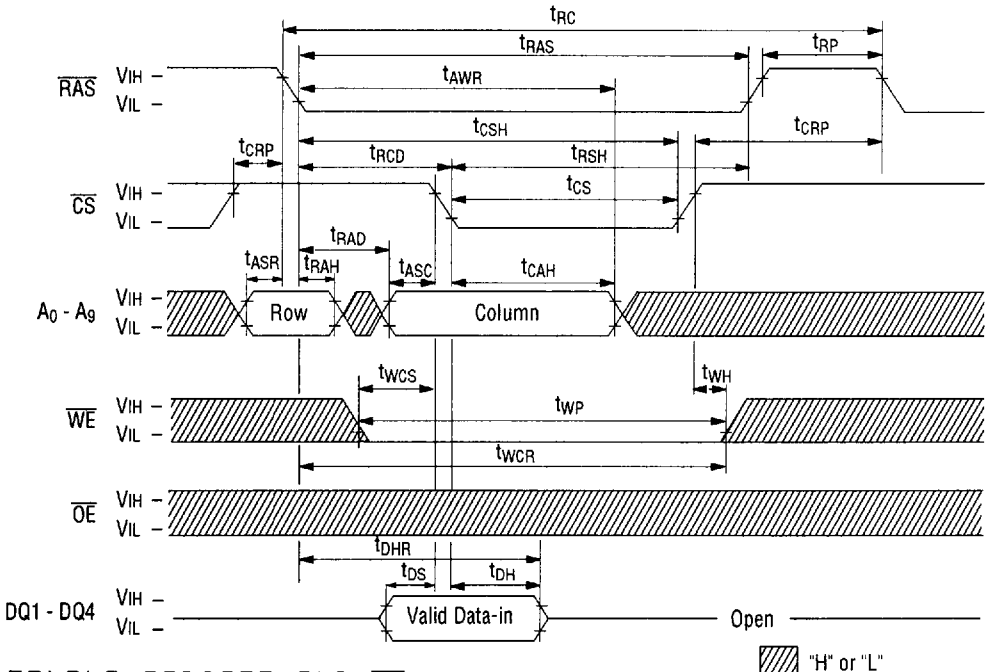 tRC
tRAS
tRP
RAS
VIH
VIL
tAWR
tCSH
tCRP
tCRP
tRCD
tRSH
CS
VIH
VIL
tCS
tRAD
tASR
tRAH
tASC
tCAH
A0 - A9
VIH
VIL
Row
Column
tWCS
tWH
WE
VIH
VIL
tWP
tWCR
OE
VIH
VIL
tDHR
tDS
tDH
DQ1 - DQ4
VIH
VIL
Valid Data-in
Open
"H" or "L"